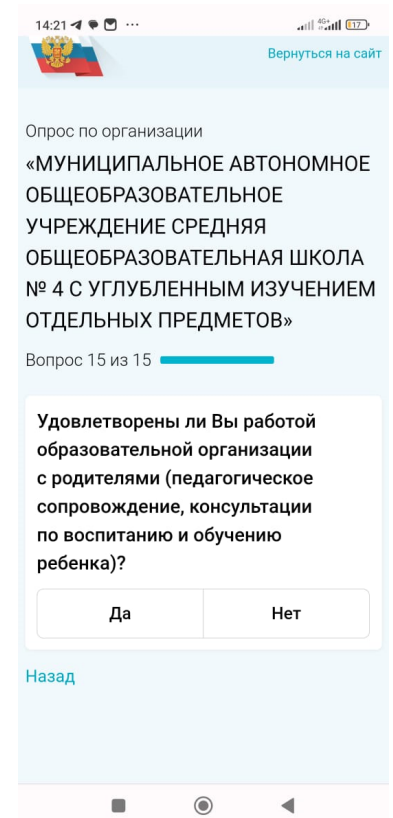 14:21 ... 4G+ 17
Вернуться на сайт
Опрос по организации
«МУНИЦИПАЛЬНОЕ АВТОНОМНОЕ
ОБЩЕОБРАЗОВАТЕЛЬНОЕ
УЧРЕЖДЕНИЕ СРЕДНЯЯ
ОБЩЕОБРАЗОВАТЕЛЬНАЯ ШКОЛА
№ 4 С УГЛУБЛЕННЫМ ИЗУЧЕНИЕМ
ОТДЕЛЬНЫХ ПРЕДМЕТОВ»
Вопрос 15 из 15
Удовлетворены ли Вы работой
образовательной организации
с родителями (педагогическое
сопровождение, консультации
по воспитанию и обучению
ребенка)?
Да Нет
Назад